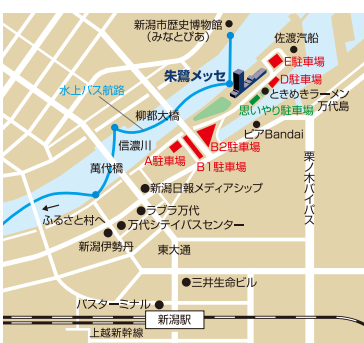 新潟市歴史博物館
(みなとぴあ)
佐渡汽船
朱鷺メッセ
E駐車場
D駐車場
水上バス航路
ときめきラーメン
万代島
思いやり駐車場
柳都大橋
ピアBandai
信濃川
B2駐車場
A駐車場
B1駐車場
萬代橋
栗ノ木バイパス
新潟日報メディアシップ
ラブラ万代
ふるさと村へ
万代シテイバスセンター
新潟伊勢丹
東大通
三井生命ビル
バスターミナル
新潟駅
上越新幹線